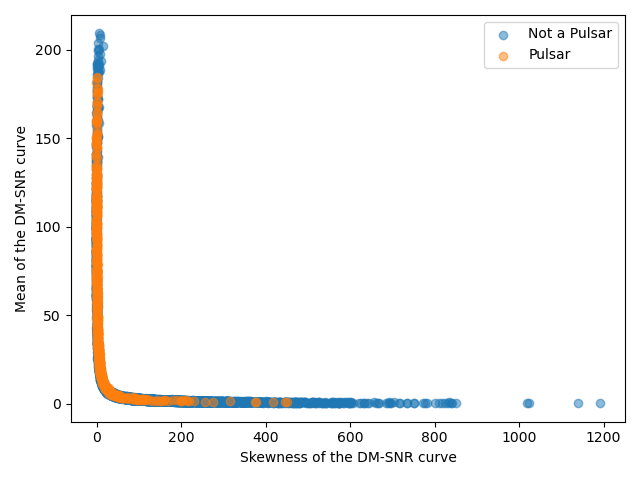 Not a Pulsar
Pulsar
200
150
100
50
0
Mean of the DM-SNR curve
0 200 400 600 800 1000 1200
Skewness of the DM-SNR curve